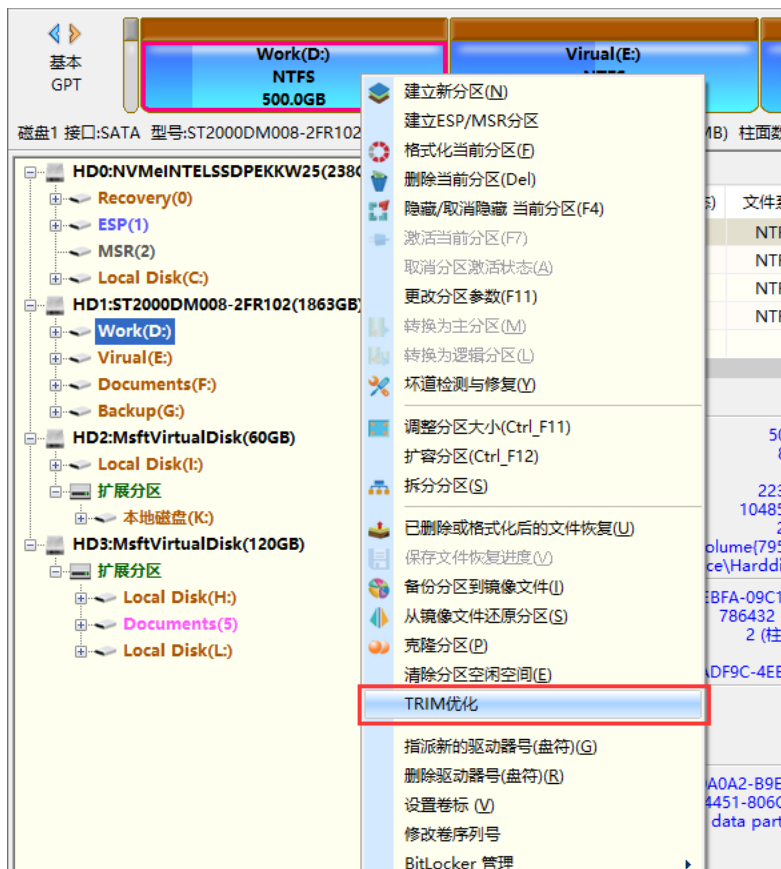 基本
GPT
Work(D:)
NTFS
500.0GB
Virual(E:)
磁盘1 接口:SATA 型号:ST2000DM008-2FR102
MB) 柱面数
HD0:NVMeINTELSSDPEKKW25(238G
Recovery(0)
ESP(1)
MSR(2)
Local Disk(C:)
HD1:ST2000DM008-2FR102(1863GB)
Work(D:)
Virual(E:)
Documents(F:)
Backup(G:)
HD2:MsftVirtualDisk(60GB)
Local Disk(I:)
扩展分区
本地磁盘(K:)
HD3:MsftVirtualDisk(120GB)
扩展分区
Local Disk(H:)
Documents(5)
Local Disk(L:)
建立新分区(N)
建立ESP/MSR分区
格式化当前分区(F)
删除当前分区(Del)
隐藏/取消隐藏 当前分区(F4)
激活当前分区(F7)
取消分区激活状态(A)
更改分区参数(F11)
转换为主分区(M)
转换为逻辑分区(L)
坏道检测与修复(Y)
调整分区大小(Ctrl_F11)
扩容分区(Ctrl_F12)
拆分分区(S)
已删除或格式化后的文件恢复(U)
保存文件恢复进度(V)
备份分区到镜像文件(I)
从镜像文件还原分区(S)
克隆分区(P)
清除分区空闲空间(E)
TRIM优化
指派新的驱动器号(盘符)(G)
删除驱动器号(盘符)(R)
设置卷标 (V)
修改卷序列号
BitLocker 管理
文件系
NTF
NTF
NTF
NTF
50
8
223
10485
2
olume{795
ce\Harddi
EBFA-09C1
786432
2 (柱
ADF9C-4EE
A0A2-B9E
4451-806C
data part